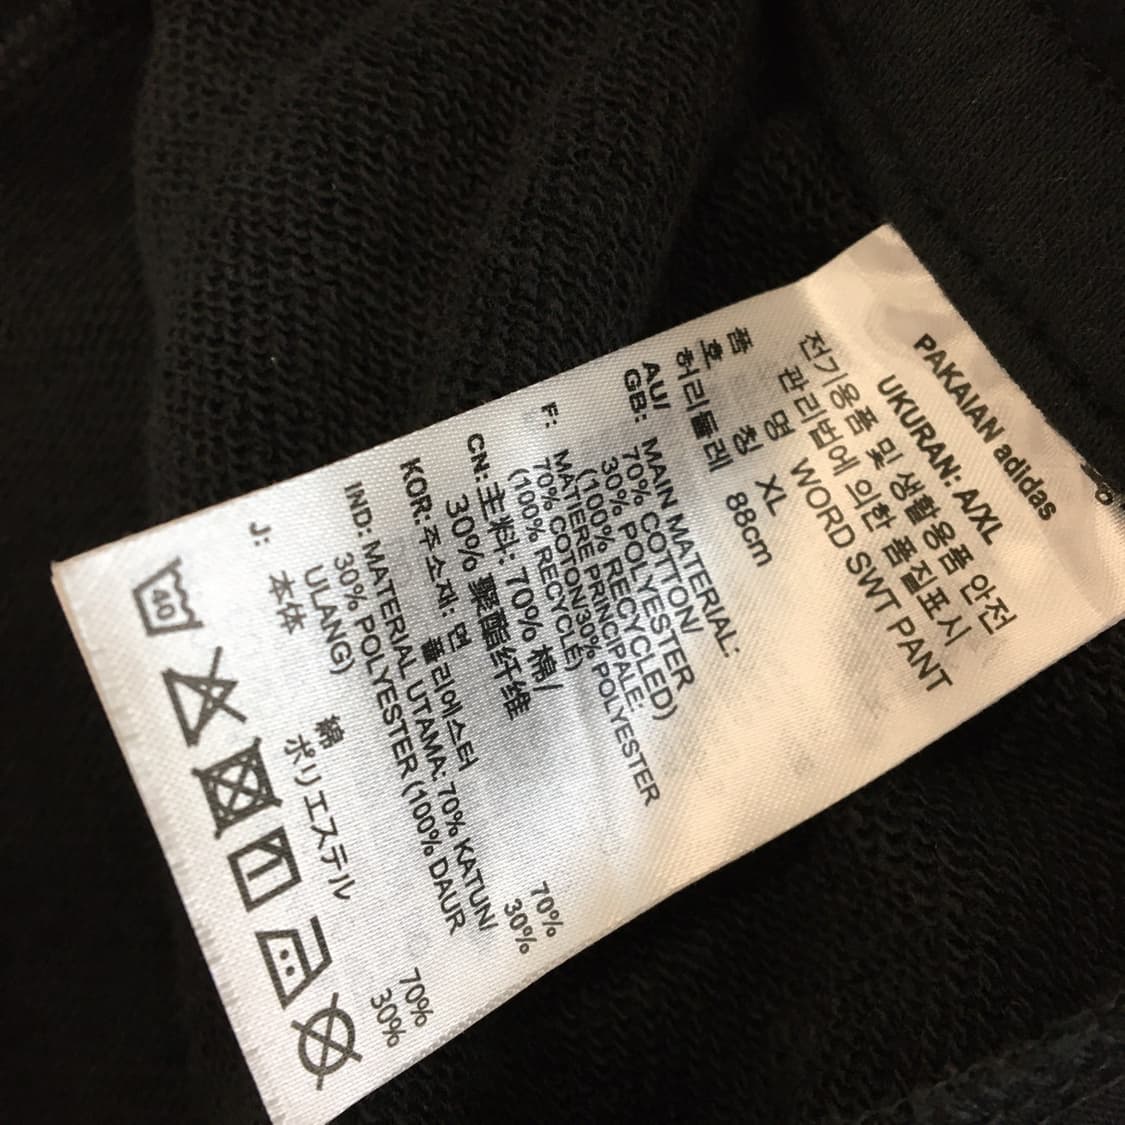 PAKAIAN adidas
UKURAN: A/XL
전기용품 및 생활용품 안전
관리법에 의한 품질표시
품 명 WORD SWT PANT
호 칭 XL
허리둘레 88cm
AU/
GB: MAIN MATERIAL:
70% COTTON/
30% POLYESTER
(100% RECYCLED)
F: MATIERE PRINCIPALE:
70% COTON/30% POLYESTER
(100% RECYCLÉ)
CN: 主料: 70% 棉/
30% 聚酯纤维
KOR: 주소재: 면 70%
폴리에스터 30%
IND: MATERIAL UTAMA: 70% KATUN/
30% POLYESTER (100% DAUR
ULANG)
J: 本体 綿 70%
ポリエステル 30%
40